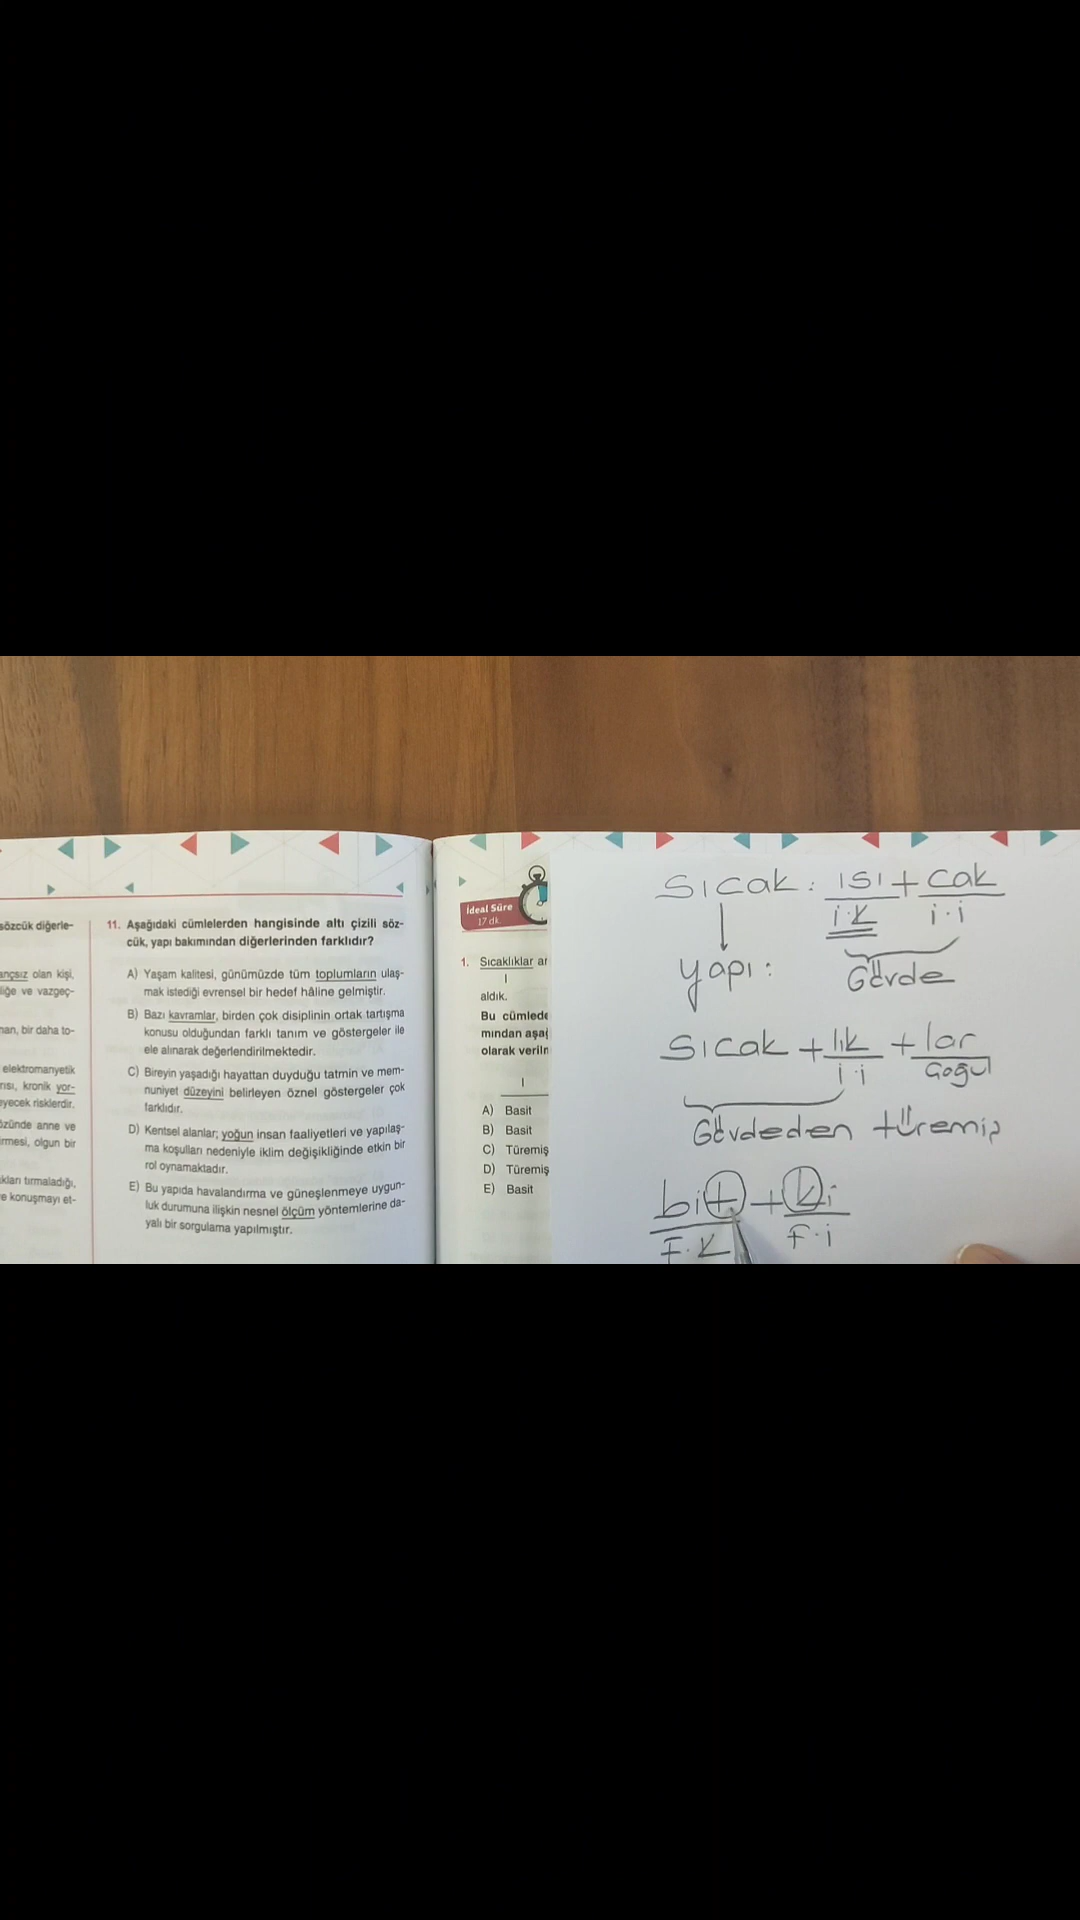 sözcük diğerle-
ançsız olan kişi,
liğe ve vazgeç-
man, bir daha to-
elektromanyetik
rısı, kronik yor-
eyecek risklerdir.
özünde anne ve
rmesi, olgun bir
kları tırmaladığı,
e konuşmayı et-
11. Aşağıdaki cümlelerden hangisinde altı çizili söz-
cük, yapı bakımından diğerlerinden farklıdır?
A) Yaşam kalitesi, günümüzde tüm toplumların ulaş-
mak istediği evrensel bir hedef hâline gelmiştir.
B) Bazı kavramlar, birden çok disiplinin ortak tartışma
konusu olduğundan farklı tanım ve göstergeler ile
ele alınarak değerlendirilmektedir.
C) Bireyin yaşadığı hayattan duyduğu tatmin ve mem-
nuniyet düzeyini belirleyen öznel göstergeler çok
farklıdır.
D) Kentsel alanlar; yoğun insan faaliyetleri ve yapılaş-
ma koşulları nedeniyle iklim değişikliğinde etkin bir
rol oynamaktadır.
E) Bu yapıda havalandırma ve güneşlenmeye uygun-
luk durumuna ilişkin nesnel ölçüm yöntemlerine da-
yalı bir sorgulama yapılmıştır.
İdeal Süre
17 dk.
1. Sıcaklıklar ar
I
aldık.
Bu cümlede
mından aşağ
olarak veriln
I
A) Basit
B) Basit
C) Türemiş
D) Türemiş
E) Basit
Sıcak: ısı + cak
i.k i.i
yapı: Gövde
Sıcak + lık + lar
i.i Çoğul
Gövdeden türemiş
bit + ki
F.k F.i